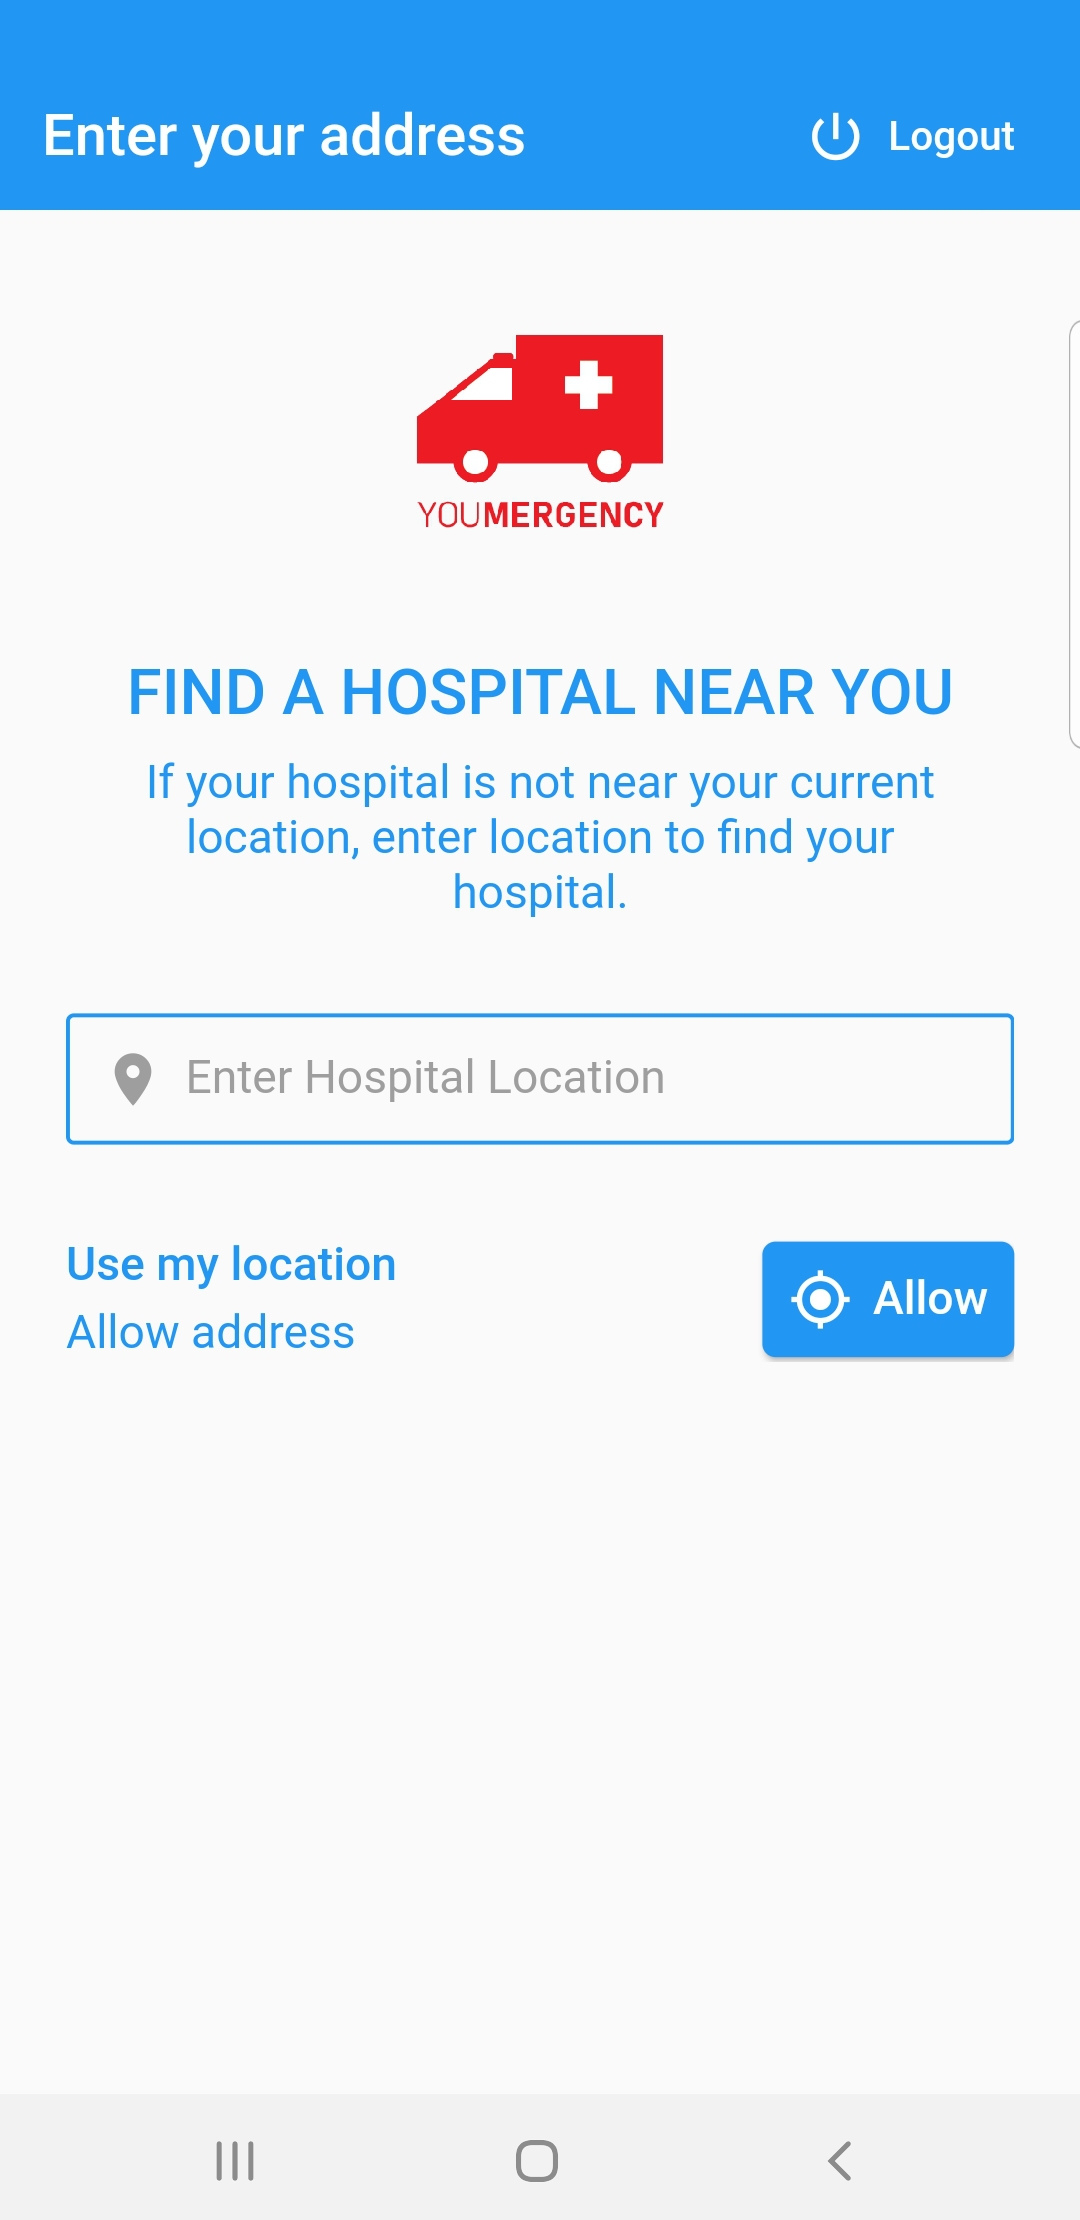 Enter your address
Logout
YOUMERGENCY
FIND A HOSPITAL NEAR YOU
If your hospital is not near your current
location, enter location to find your
hospital.
Enter Hospital Location
Use my location
Allow address
Allow